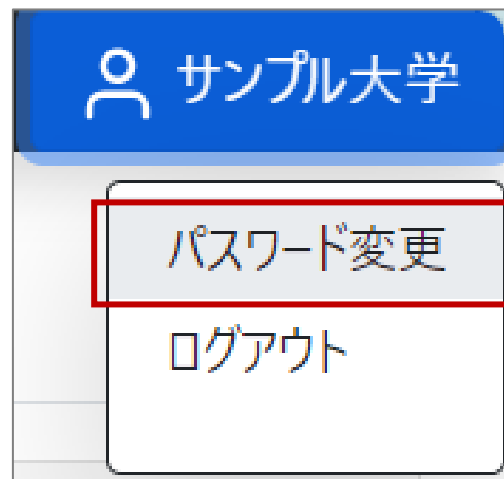 サンプル大学
パスワード変更
ログアウト